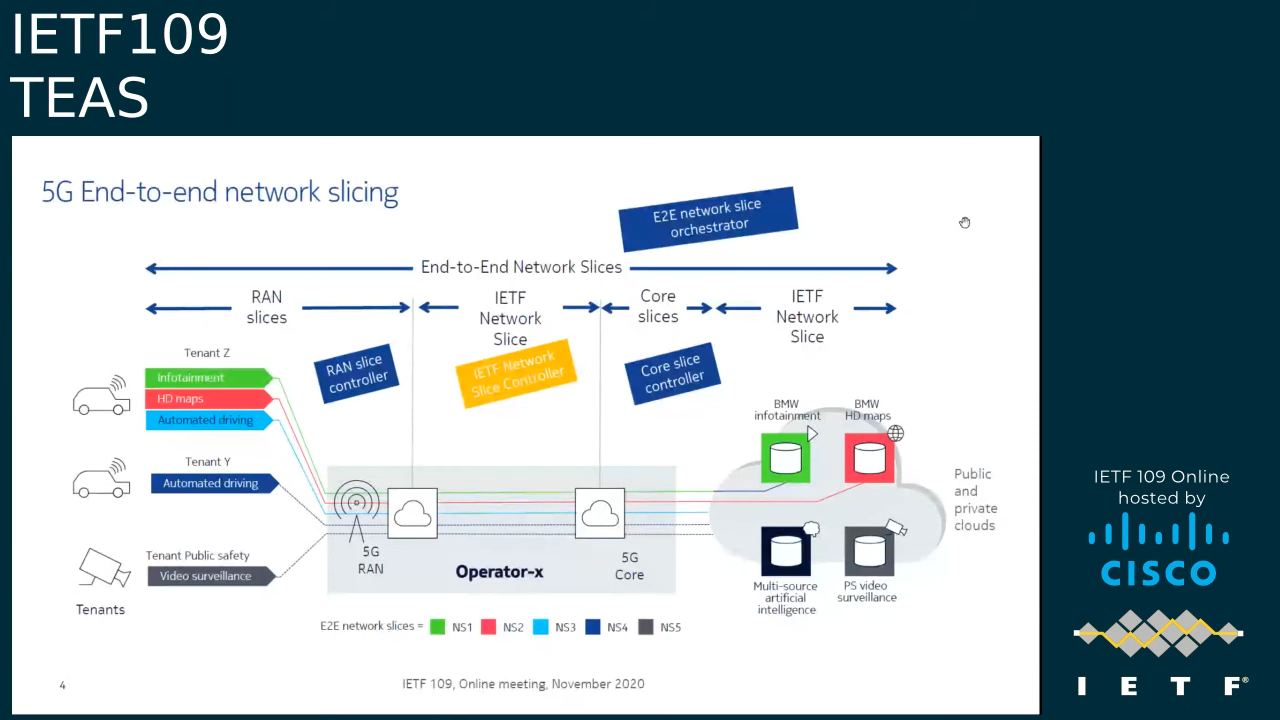 IETF109
TEAS
5G End-to-end network slicing
E2E network slice
orchestrator
End-to-End Network Slices
RAN
slices
IETF
Network
Slice
Core
slices
IETF
Network
Slice
Tenant Z
Infotainment
HD maps
Automated driving
RAN slice
controller
IETF Network
Slice Controller
Core slice
controller
BMW
infotainment
BMW
HD maps
Tenant Y
Automated driving
Public
and
private
clouds
Tenant Public safety
Video surveillance
Tenants
5G
RAN
Operator-x
5G
Core
Multi-source
artificial
intelligence
PS video
surveillance
E2E network slices = NS1 NS2 NS3 NS4 NS5
4
IETF 109, Online meeting, November 2020
IETF 109 Online
hosted by
CISCO
I E T F®